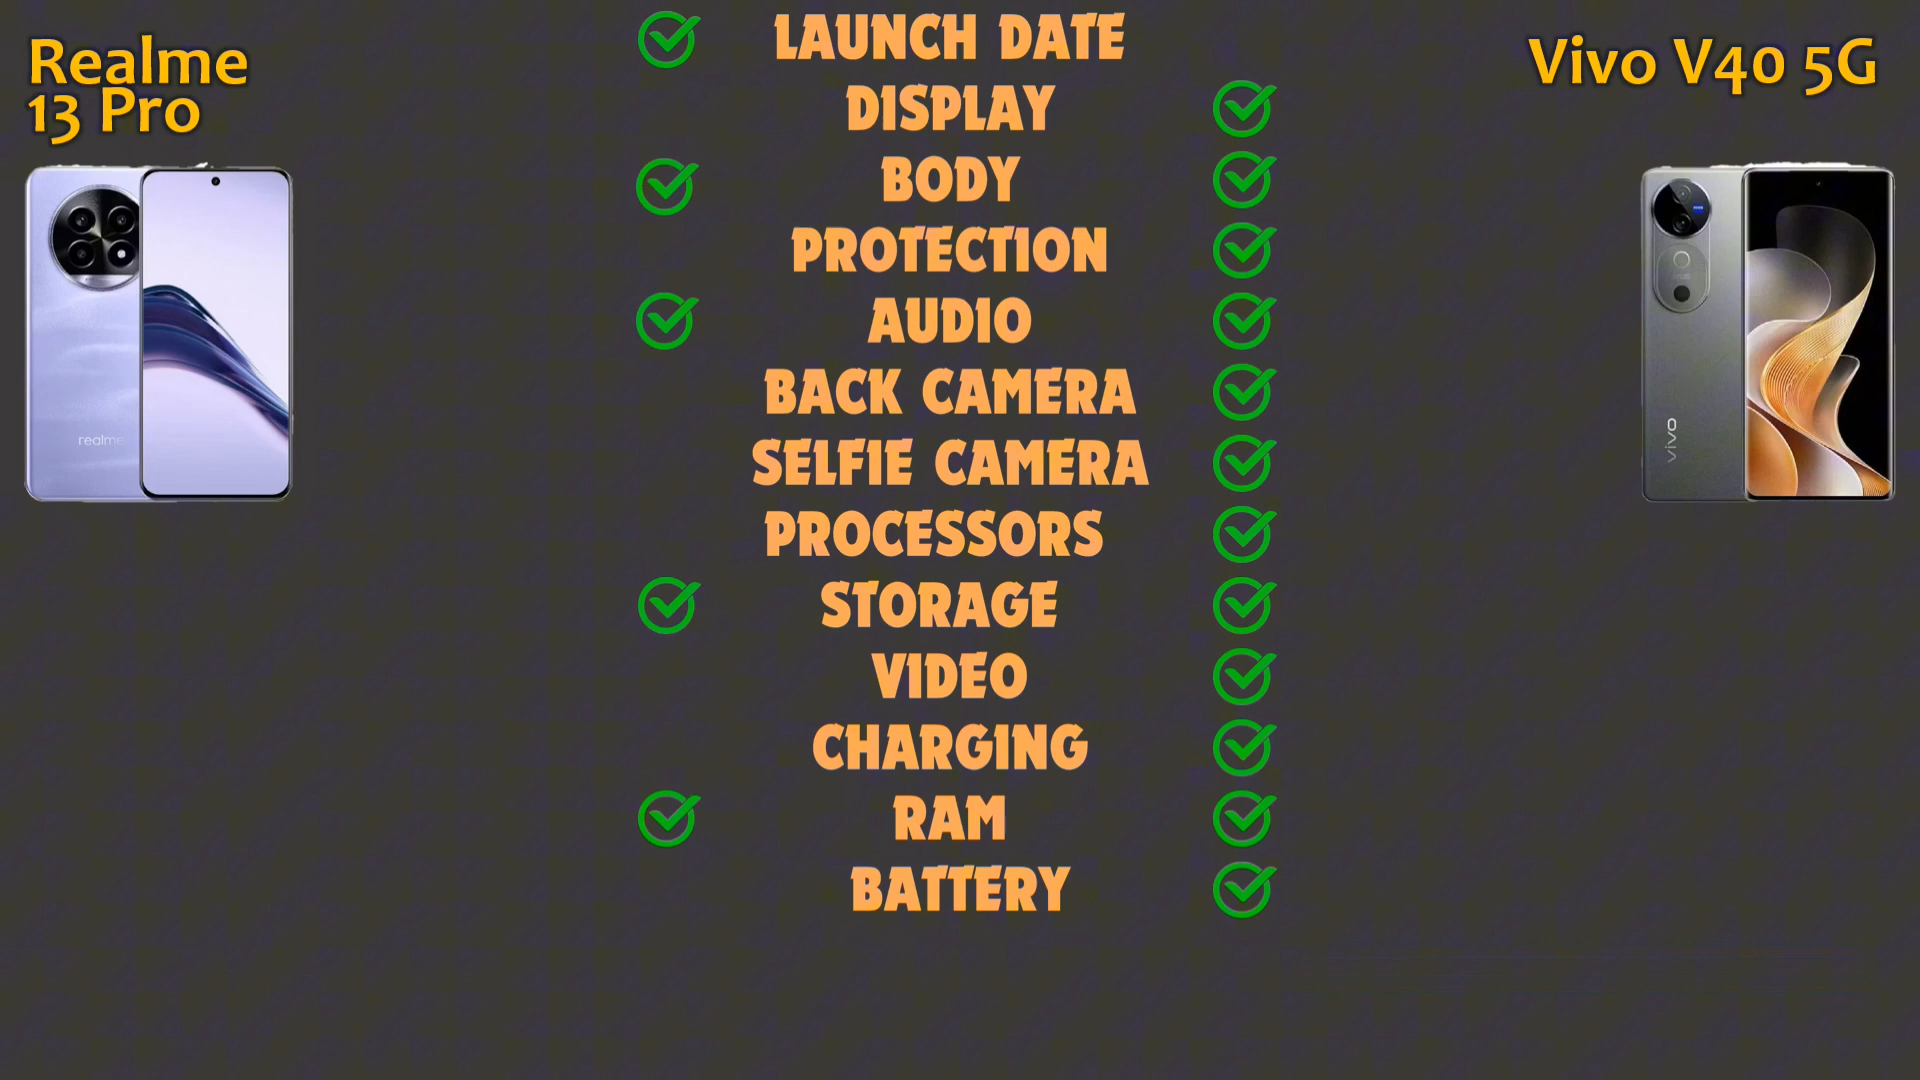 Realme
13 Pro
Vivo V40 5G
LAUNCH DATE
DISPLAY
BODY
PROTECTION
AUDIO
BACK CAMERA
SELFIE CAMERA
PROCESSORS
STORAGE
VIDEO
CHARGING
RAM
BATTERY
realme
vivo